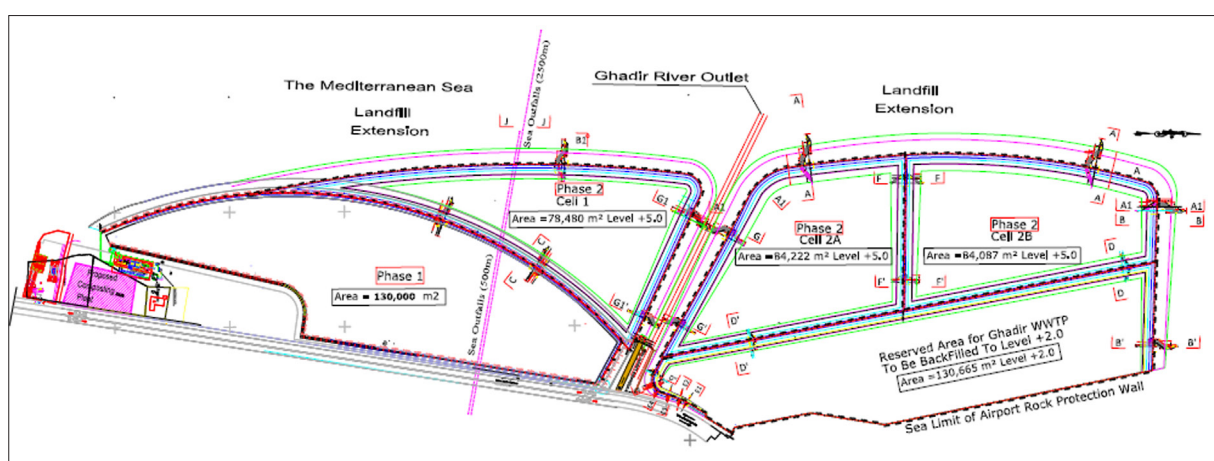 The Mediterranean Sea
Landfill
Extension
Sea Outfalls (2500m)
Ghadir River Outlet
Landfill
Extension
J
J
B1
A
A
A
A
A
Phase 2
Cell 1
Area =78,480 m² Level +5.0
G1
A1
G
A1
F
F
Phase 2
Cell 2A
Area =84,222 m² Level +5.0
Phase 2
Cell 2B
Area =84,087 m² Level +5.0
A1
B
A1
B
C
C
D
D
Proposed
Composting
Plant
Phase 1
Area = 130,000 m2
Sea Outfalls (500m)
G1'
G'
F'
F'
D'
D'
B'
B'
Reserved Area for Ghadir WWTP
To Be BackFilled To Level +2.0
Area =130,665 m² Level +2.0
Sea Limit of Airport Rock Protection Wall